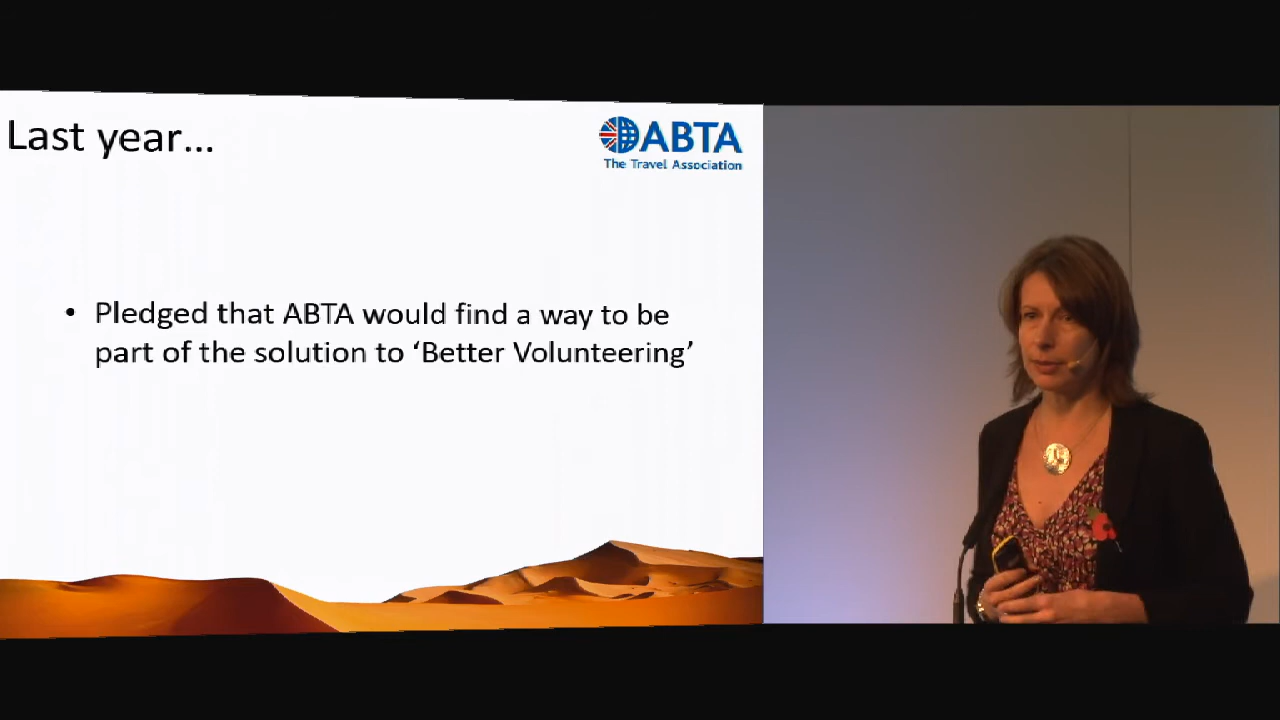 Last year…
ABTA
The Travel Association
• Pledged that ABTA would find a way to be
part of the solution to ‘Better Volunteering’